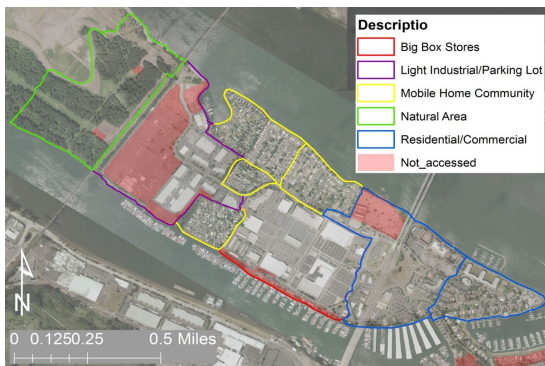 Descriptio
Big Box Stores
Light Industrial/Parking Lot
Mobile Home Community
Natural Area
Residential/Commercial
Not_accessed
N
0 0.1250.25 0.5 Miles